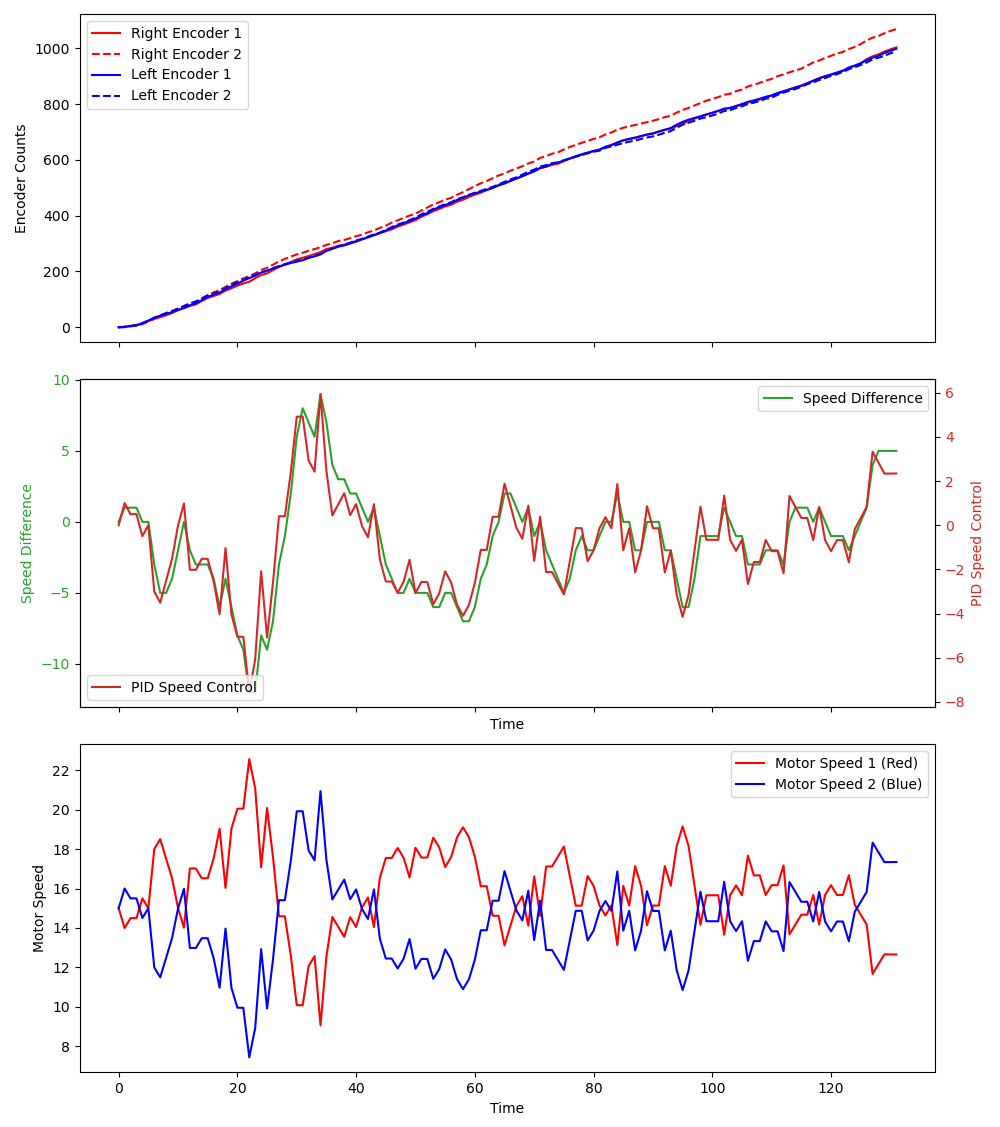 Right Encoder 1
Right Encoder 2
Left Encoder 1
Left Encoder 2
1000
800
600
400
200
0
Encoder Counts
10
5
0
−5
−10
Speed Difference
Speed Difference
PID Speed Control
6
4
2
0
−2
−4
−6
−8
PID Speed Control
Time
Motor Speed 1 (Red)
Motor Speed 2 (Blue)
22
20
18
16
14
12
10
8
Motor Speed
0 20 40 60 80 100 120
Time